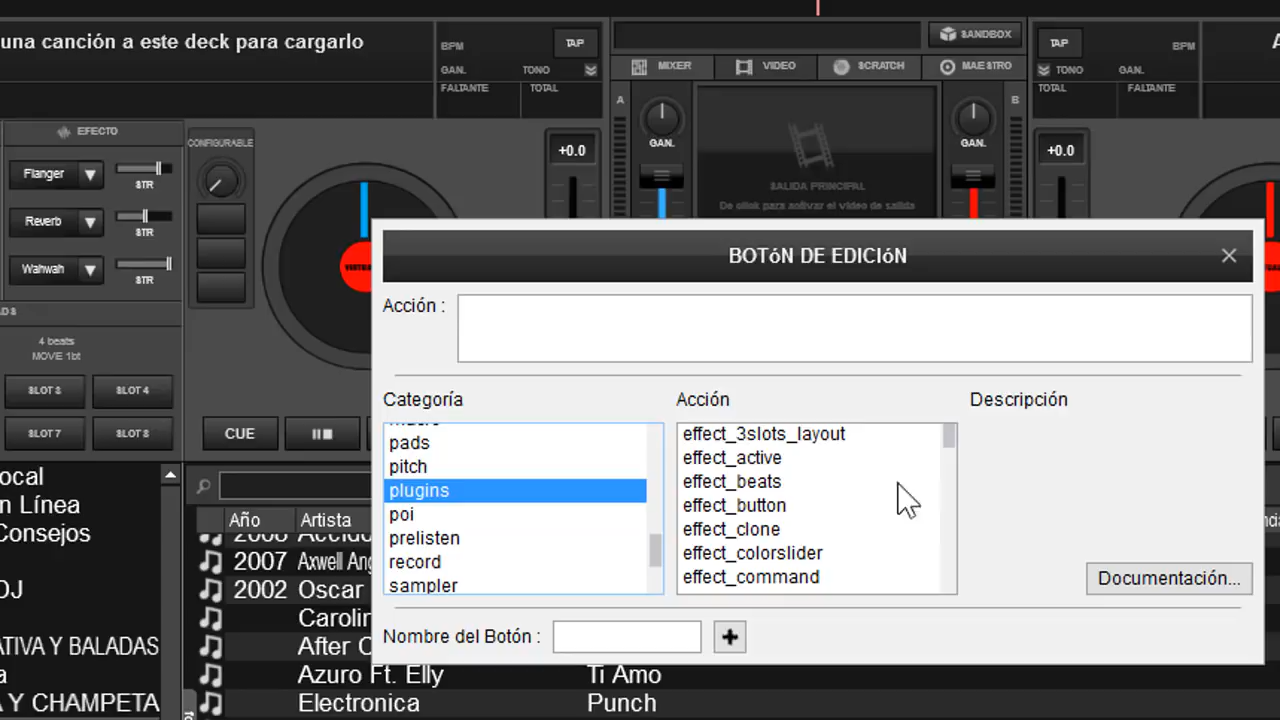 una canción a este deck para cargarlo
BPM
TAP
GAN.
TONO
FALTANTE
TOTAL
SANDBOX
MIXER
VIDEO
SCRATCH
MAESTRO
TAP
BPM
TONO
GAN.
TOTAL
FALTANTE
A
EFECTO
CONFIGURABLE
Flanger
STR
Reverb
STR
Wahwah
STR
+0.0
GAN.
SALIDA PRINCIPAL
De click para activar el video de salida
GAN.
B
+0.0
ADS
4 beats
MOVE 1bt
SLOT 3
SLOT 4
SLOT 7
SLOT 8
CUE
BOTóN DE EDICIóN
Acción :
Categoría
Acción
Descripción
pads
pitch
plugins
poi
prelisten
record
sampler
effect_3slots_layout
effect_active
effect_beats
effect_button
effect_clone
effect_colorslider
effect_command
Documentación...
Nombre del Botón :
ocal
n Línea
Consejos
DJ
ATIVA Y BALADAS
a
A Y CHAMPETA
Año
Artista
2007 Axwell Ang
2002 Oscar
Carolin
After C
Azuro Ft. Elly Ti Amo
Electronica Punch